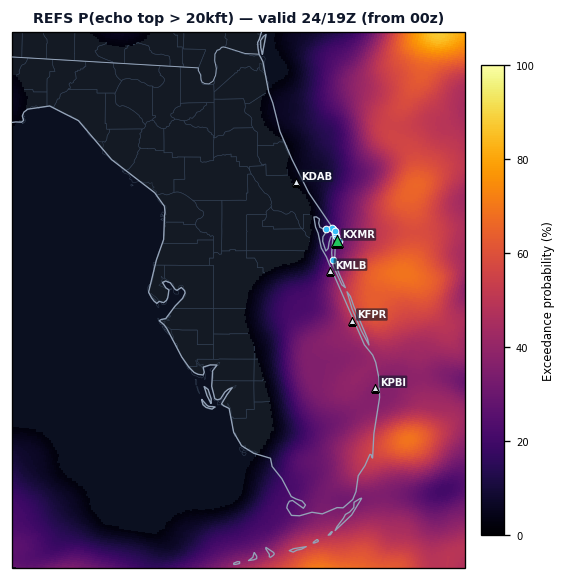 REFS P(echo top > 20kft) — valid 24/19Z (from 00z)
KDAB
KXMR
KMLB
KFPR
KPBI
100
80
60
40
20
0
Exceedance probability (%)